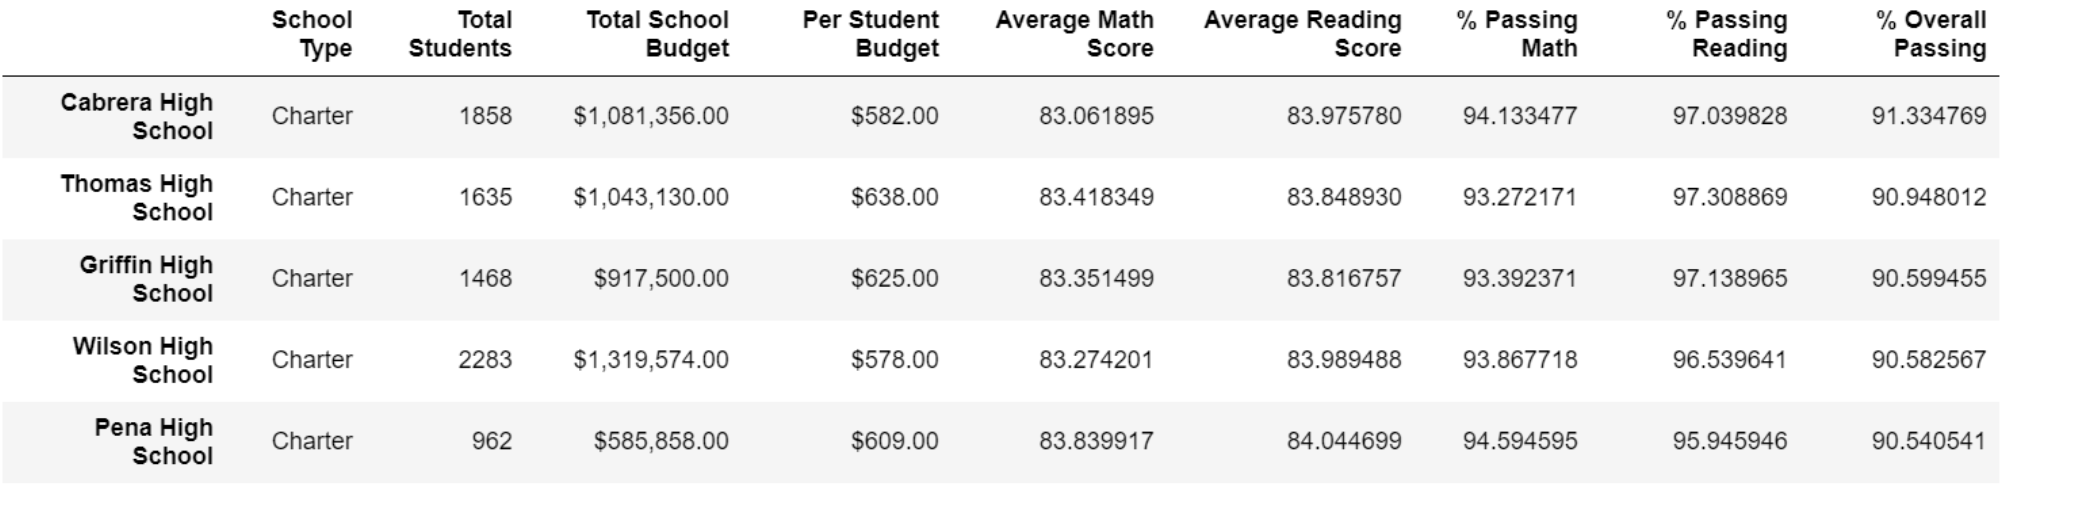 School Type Total Students Total School Budget Per Student Budget Average Math Score Average Reading Score % Passing Math % Passing Reading % Overall Passing
Cabrera High School Charter 1858 $1,081,356.00 $582.00 83.061895 83.975780 94.133477 97.039828 91.334769
Thomas High School Charter 1635 $1,043,130.00 $638.00 83.418349 83.848930 93.272171 97.308869 90.948012
Griffin High School Charter 1468 $917,500.00 $625.00 83.351499 83.816757 93.392371 97.138965 90.599455
Wilson High School Charter 2283 $1,319,574.00 $578.00 83.274201 83.989488 93.867718 96.539641 90.582567
Pena High School Charter 962 $585,858.00 $609.00 83.839917 84.044699 94.594595 95.945946 90.540541